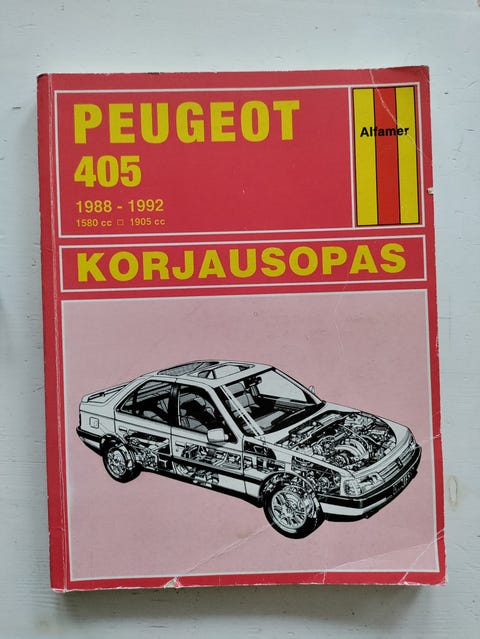 PEUGEOT
405
1988 - 1992
1580 cc □ 1905 cc
Alfamer
KORJAUSOPAS